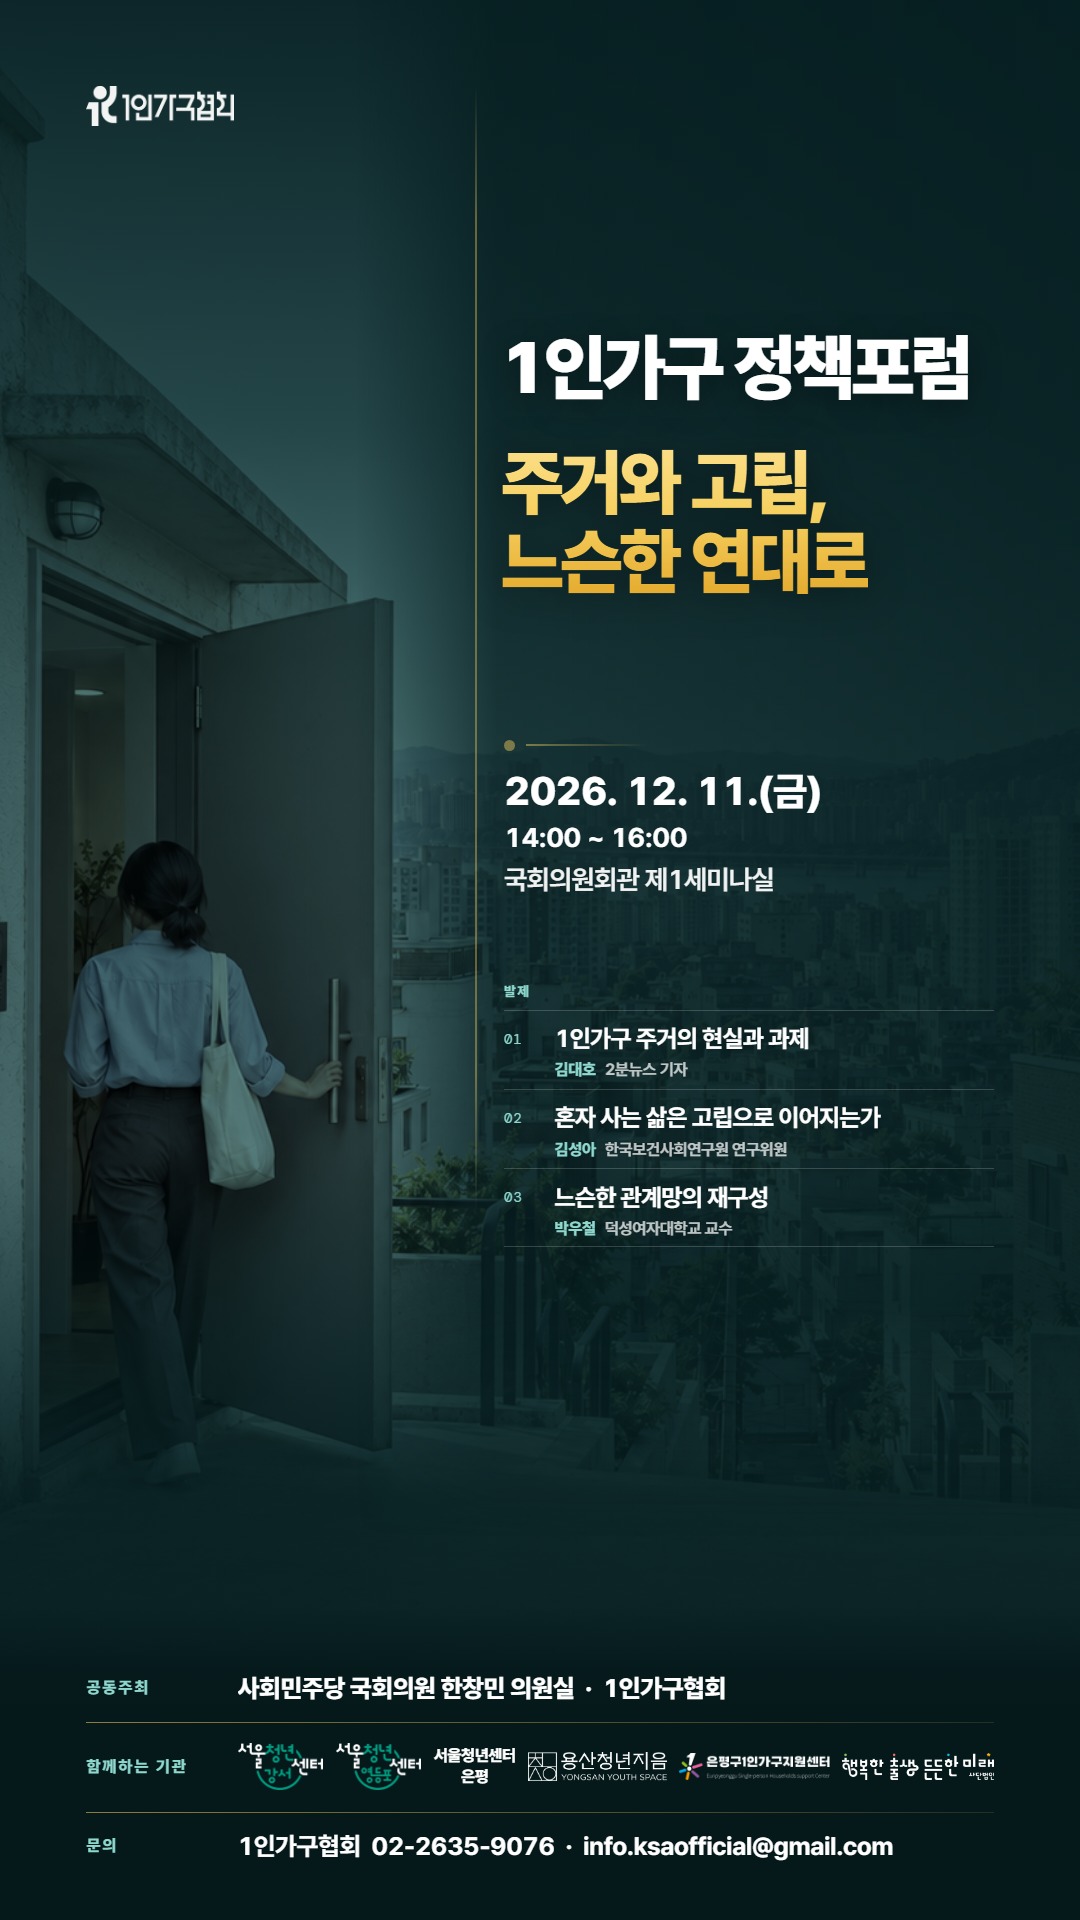 1인가구협회
1인가구 정책포럼
주거와 고립,
느슨한 연대로
2026. 12. 11.(금)
14:00 ~ 16:00
국회의원회관 제1세미나실
발제
01 1인가구 주거의 현실과 과제
김대호 2분뉴스 기자
02 혼자 사는 삶은 고립으로 이어지는가
김성아 한국보건사회연구원 연구위원
03 느슨한 관계망의 재구성
박우철 덕성여자대학교 교수
공동주최 사회민주당 국회의원 한창민 의원실 · 1인가구협회
함께하는 기관
서울청년센터 강서
서울청년센터 영등포
서울청년센터
은평
용산청년지음
YONGSAN YOUTH SPACE
은평구1인가구지원센터
Eunpyeonggu Single-person Households support Center
행복한 출생 든든한 미래
사단법인
문의 1인가구협회 02-2635-9076 · info.ksaofficial@gmail.com